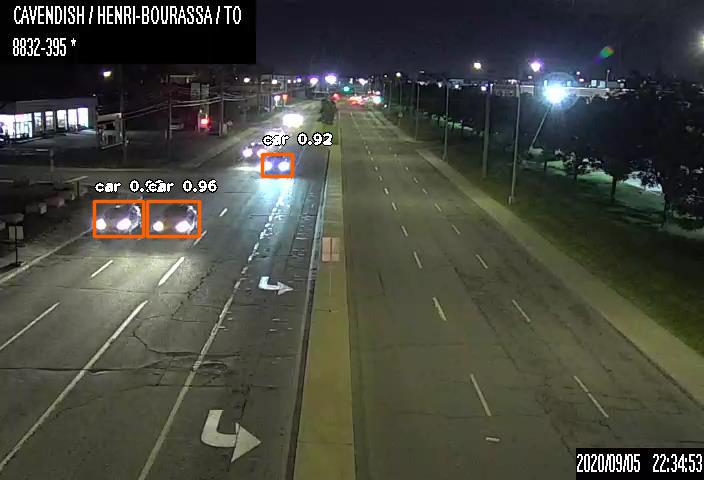 CAVENDISH / HENRI-BOURASSA / TO
8832-395 *
car 0.92
car car 0.96
2020/09/05 22:34:53